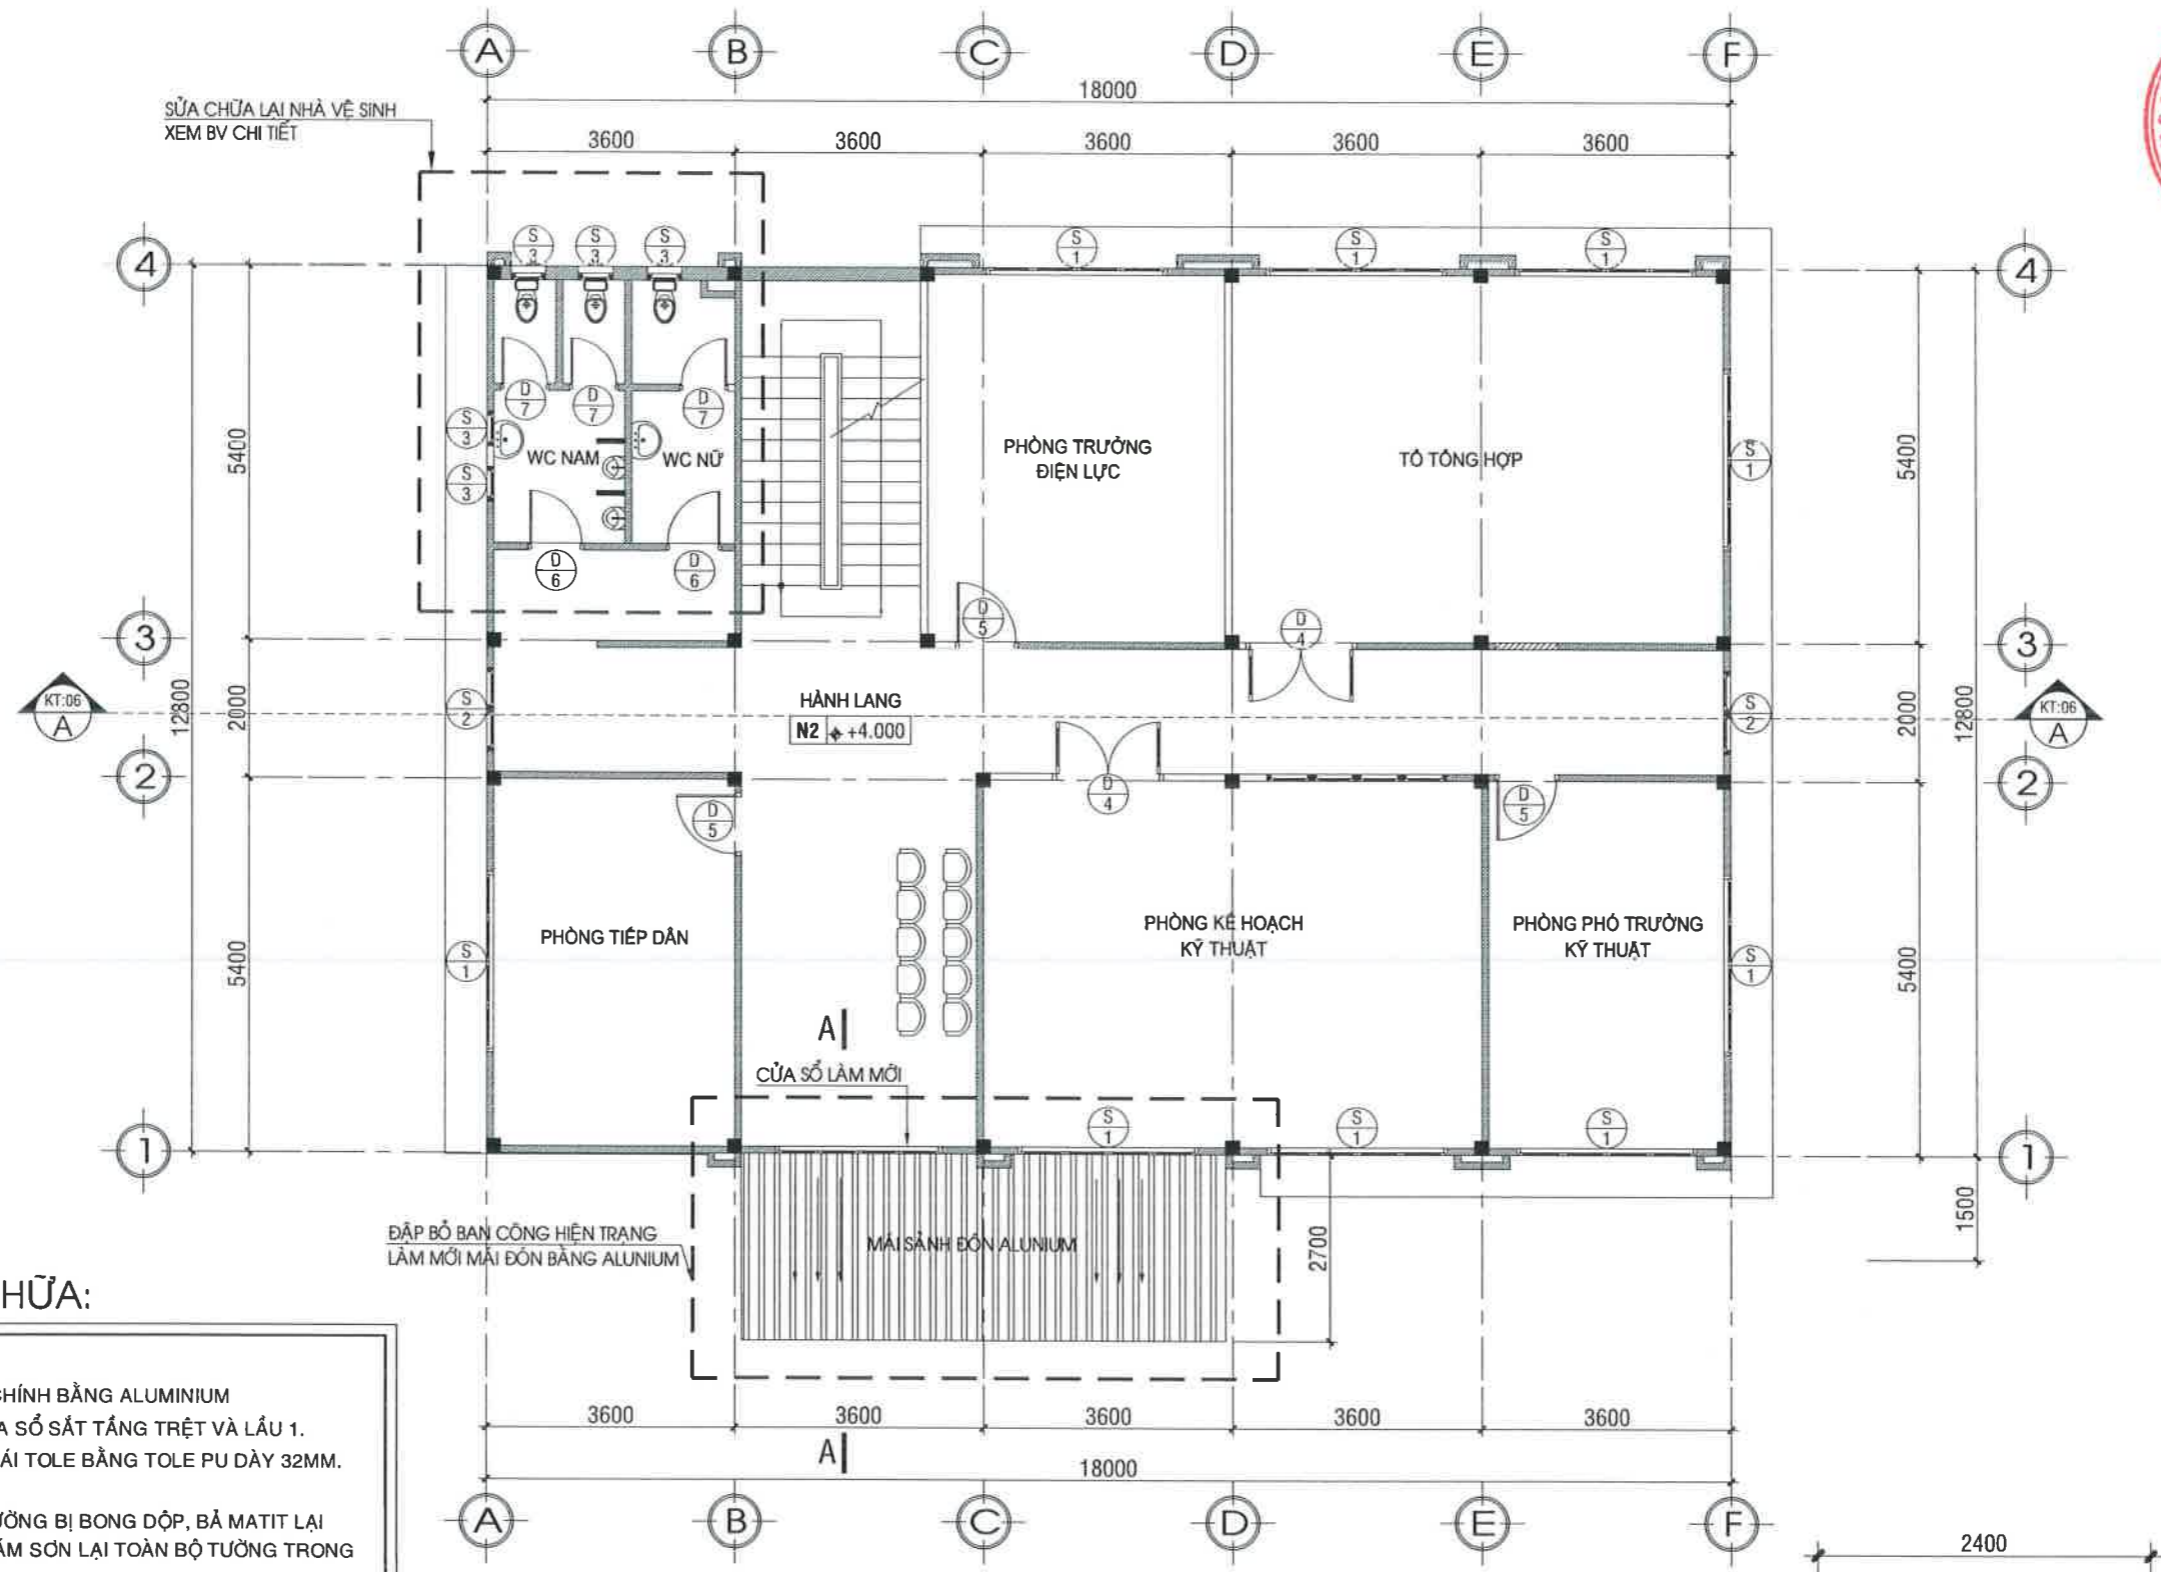 A B C D E F
18000
SỬA CHỮA LẠI NHÀ VỆ SINH
XEM BV CHI TIẾT
3600 3600 3600 3600 3600
S 3 S 3 S 3 S 1 S 1 S 1
4 4
D 7 D 7 D 7
S 3
5400 5400
WC NAM WC NỮ
PHÒNG TRƯỞNG
ĐIỆN LỰC
TỔ TỔNG HỢP
S 1
S 3
D 6 D 6
D 5 D 4
3 3
KT:06
A
12800
2000
S 2
HÀNH LANG
N2 +4.000
S 2
2000
12800
KT:06
A
2 2
D 5 D 4 D 5
PHÒNG TIẾP DÂN
PHÒNG KẾ HOẠCH
KỸ THUẬT
PHÒNG PHÓ TRƯỞNG
KỸ THUẬT
5400 5400
S 1 S 1
A
CỬA SỔ LÀM MỚI
S 1 S 1 S 1
1 1
1500
ĐẬP BỎ BAN CÔNG HIỆN TRẠNG
LÀM MỚI MÁI ĐÓN BẰNG ALUNIUM
MÁI SẢNH ĐÓN ALUNIUM
2700
HỮA:
CHÍNH BẰNG ALUMINIUM
A SỔ SẮT TẦNG TRỆT VÀ LẦU 1.
ÁI TOLE BẰNG TOLE PU DÀY 32MM.
ƯỜNG BỊ BONG DỘP, BẢ MATIT LẠI
ẶM SƠN LẠI TOÀN BỘ TƯỜNG TRONG
3600 3600 3600 3600 3600
A
18000
A B C D E F
2400